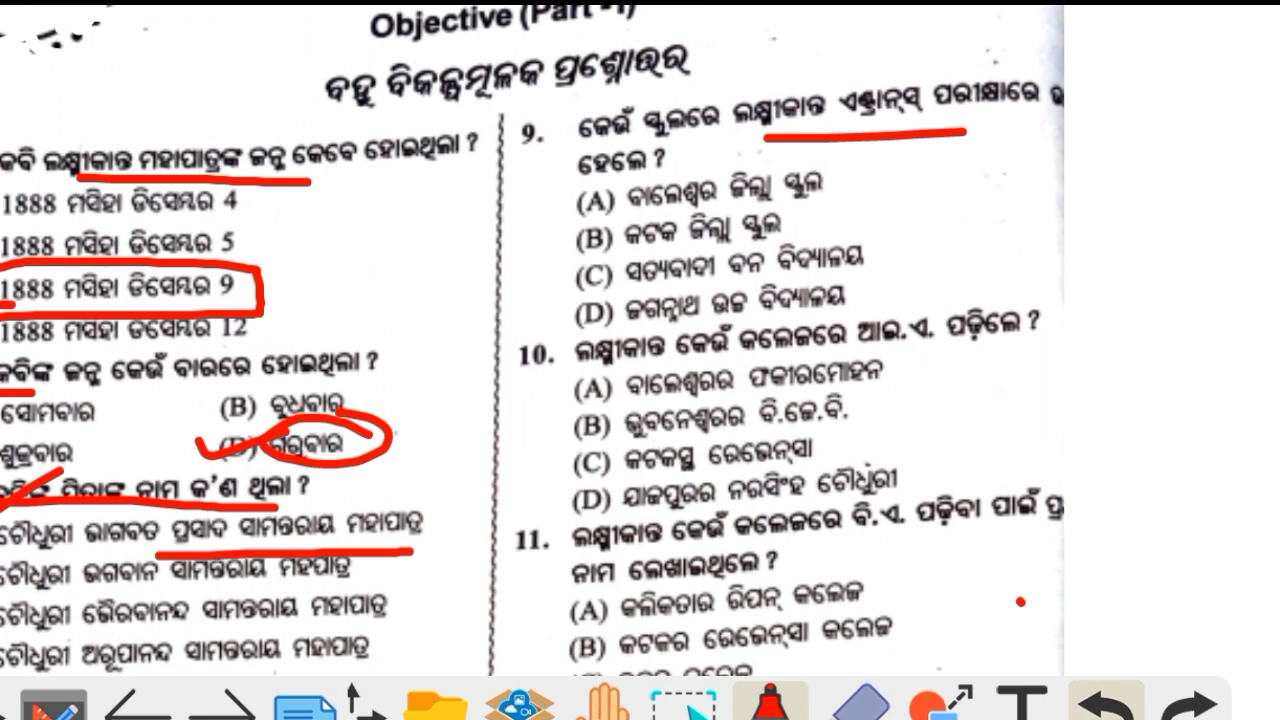 Objective (Part - I)
ବହୁ ବିକଳ୍ପମୂଳକ ପ୍ରଶ୍ନୋତ୍ତର
କବି ଲକ୍ଷ୍ମୀକାନ୍ତ ମହାପାତ୍ରଙ୍କ ଜନ୍ମ କେବେ ହୋଇଥିଲା ?
1888 ମସିହା ଡିସେମ୍ବର 4
1888 ମସିହା ଡିସେମ୍ବର 5
1888 ମସିହା ଡିସେମ୍ବର 9
1888 ମସିହା ଡିସେମ୍ବର 12
କବିଙ୍କ ଜନ୍ମ କେଉଁ ବାରରେ ହୋଇଥିଲା ?
ସୋମବାର (B) ବୁଧବାର
ଶୁକ୍ରବାର (D) ଗୁରୁବାର
କବିଙ୍କ ପିତାଙ୍କ ନାମ କ'ଣ ଥିଲା ?
ଚୌଧୁରୀ ଭାଗବତ ପ୍ରସାଦ ସାମନ୍ତରାୟ ମହାପାତ୍ର
ଚୌଧୁରୀ ଭଗବାନ ସାମନ୍ତରାୟ ମହପାତ୍ର
ଚୌଧୁରୀ ଭୈରବାନନ୍ଦ ସାମନ୍ତରାୟ ମହାପାତ୍ର
ଚୌଧୁରୀ ଅରୂପାନନ୍ଦ ସାମନ୍ତରାୟ ମହାପାତ୍ର
9. କେଉଁ ସ୍କୁଲରେ ଲକ୍ଷ୍ମୀକାନ୍ତ ଏଣ୍ଟ୍ରାନ୍ସ୍ ପରୀକ୍ଷାରେ
ହେଲେ ?
(A) ବାଲେଶ୍ୱର ଜିଲ୍ଲା ସ୍କୁଲ
(B) କଟକ ଜିଲ୍ଲା ସ୍କୁଲ
(C) ସତ୍ୟବାଦୀ ବନ ବିଦ୍ୟାଳୟ
(D) ଜଗନ୍ନାଥ ଉଚ୍ଚ ବିଦ୍ୟାଳୟ
10. ଲକ୍ଷ୍ମୀକାନ୍ତ କେଉଁ କଲେଜରେ ଆଇ.ଏ. ପଢ଼ିଲେ ?
(A) ବାଲେଶ୍ୱରର ଫକୀରମୋହନ
(B) ଭୁବନେଶ୍ୱରର ବି.ଜେ.ବି.
(C) କଟକସ୍ଥ ରେଭେନ୍ସା
(D) ଯାଜପୁରର ନରସିଂହ ଚୌଧୁରୀ
11. ଲକ୍ଷ୍ମୀକାନ୍ତ କେଉଁ କଲେଜରେ ବି.ଏ. ପଢ଼ିବା ପାଇଁ
ନାମ ଲେଖାଇଥିଲେ ?
(A) କଲିକତାର ରିପନ୍ କଲେଜ
(B) କଟକର ରେଭେନ୍ସା କଲେଜ